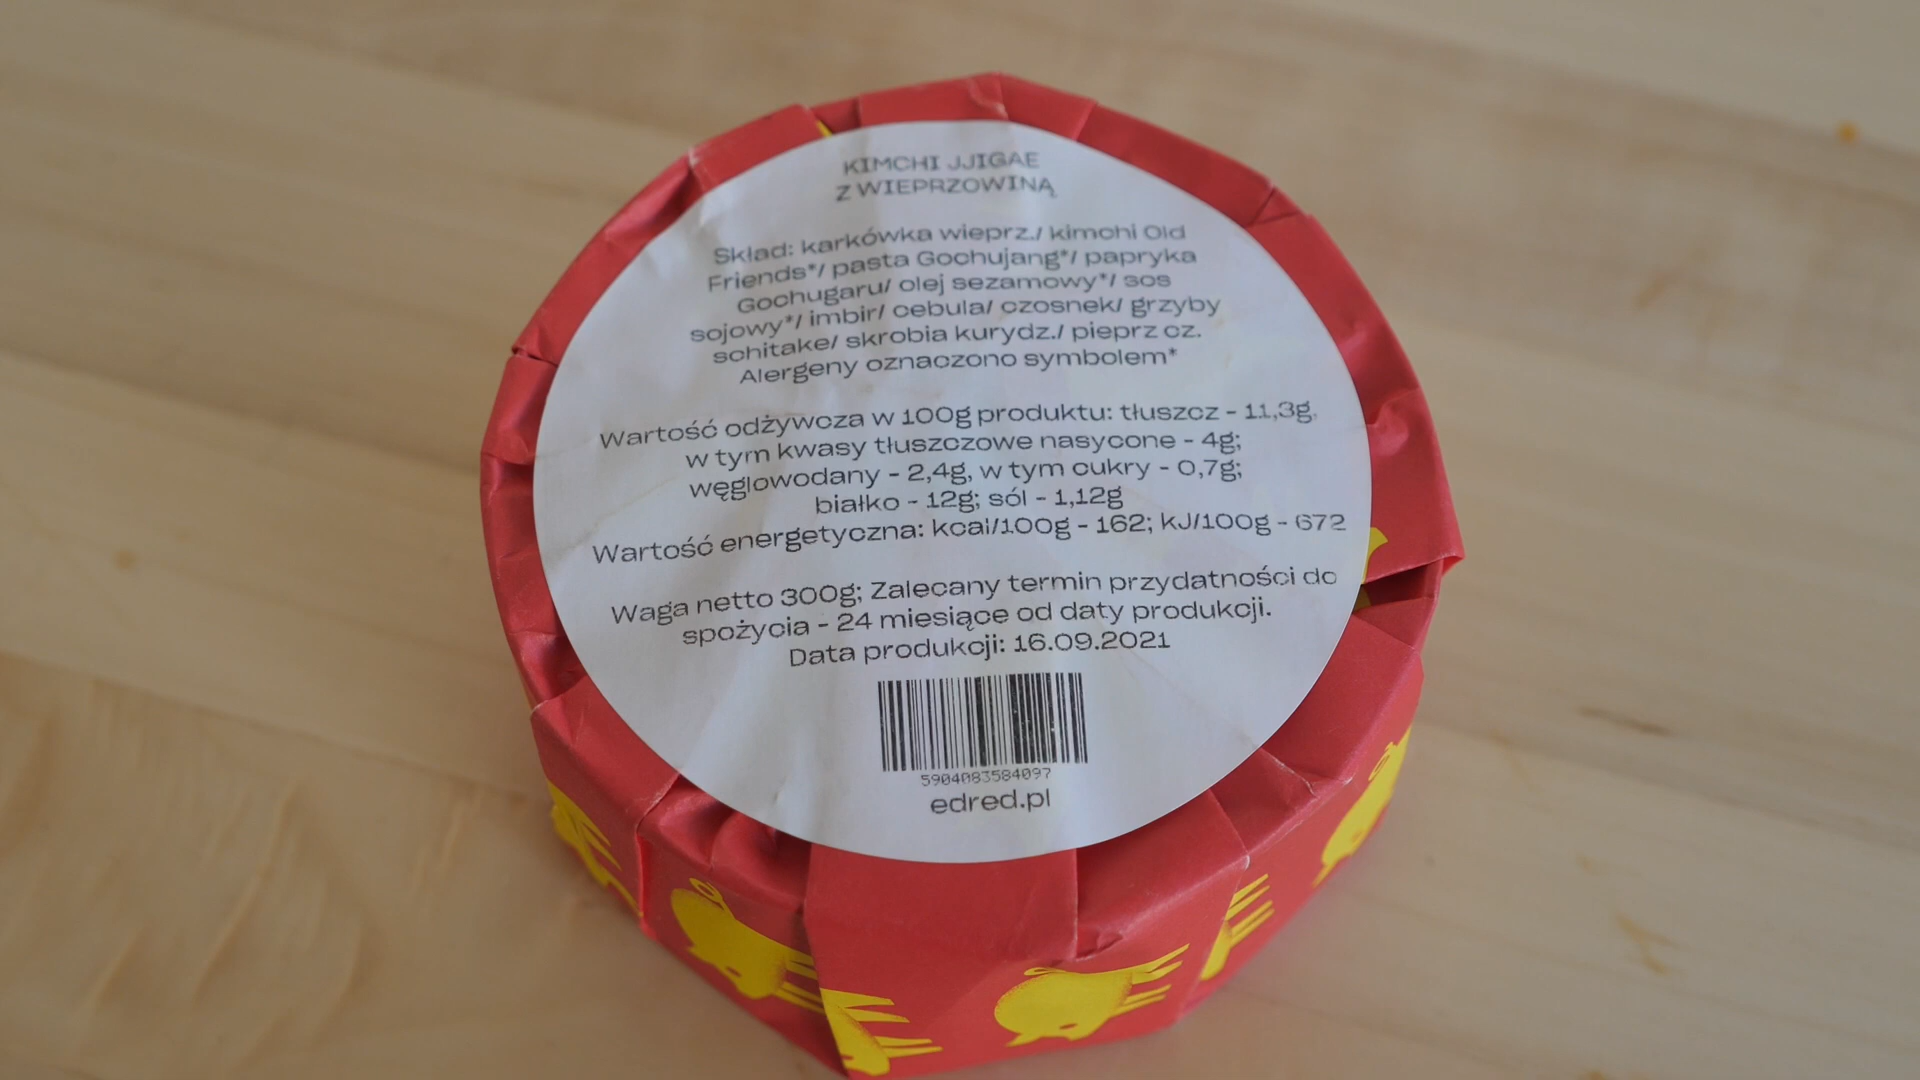 KIMCHI JJIGAE
Z WIEPRZOWINĄ
Skład: karkówka wieprz./ kimchi Old
Friends*/ pasta Gochujang*/ papryka
Gochugaru/ olej sezamowy*/ sos
sojowy*/ imbir/ cebula/ czosnek/ grzyby
schitake/ skrobia kurydz./ pieprz cz.
Alergeny oznaczono symbolem*
Wartość odżywcza w 100g produktu: tłuszcz - 11,3g,
w tym kwasy tłuszczowe nasycone - 4g;
węglowodany - 2,4g, w tym cukry - 0,7g;
białko - 12g; sól - 1,12g
Wartość energetyczna: kcal/100g - 162; kJ/100g - 672
Waga netto 300g; Zalecany termin przydatności do
spożycia - 24 miesiące od daty produkcji.
Data produkcji: 16.09.2021
5904083584097
edred.pl